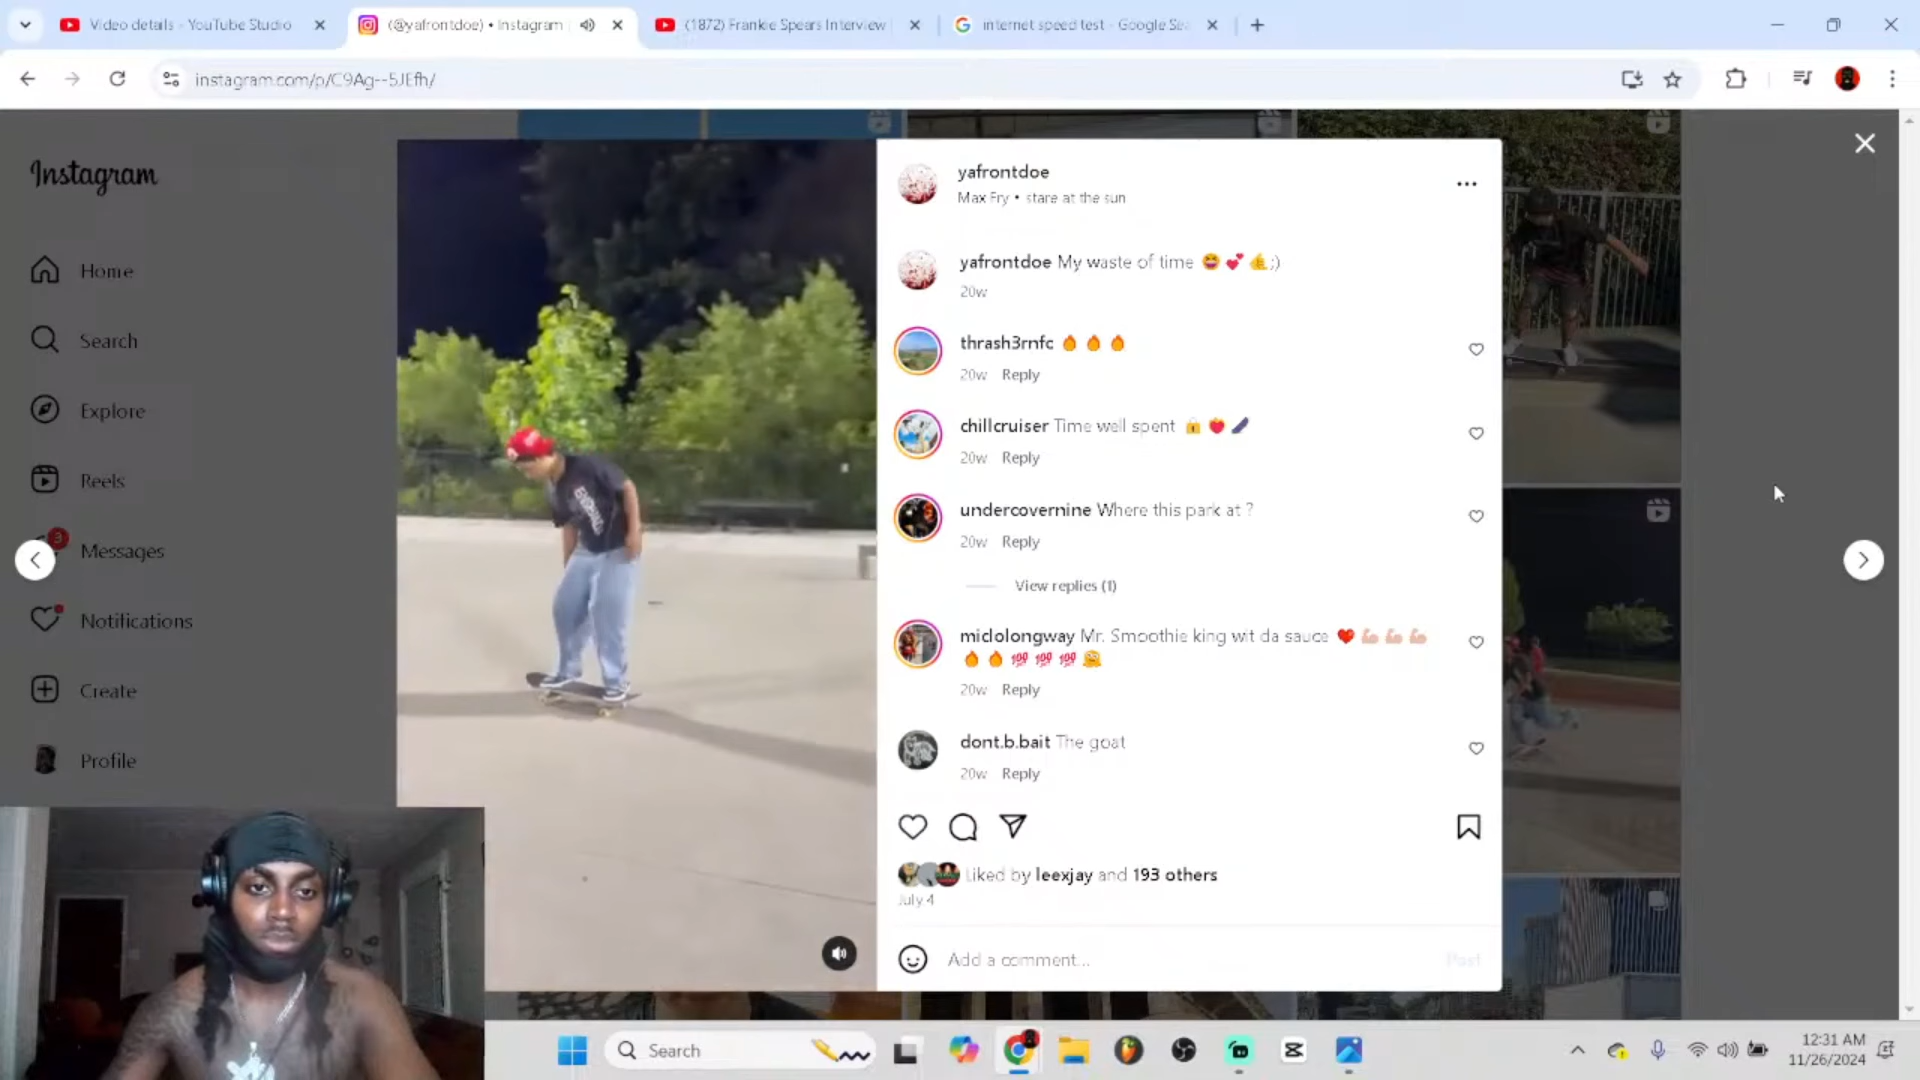 Video details - YouTube Studio
(@yafrontdoe) • Instagram
(1872) Frankie Spears Interview
internet speed test - Google Sea
instagram.com/p/C9Ag--5JEfh/
Instagram
Home
Search
Explore
Reels
3
Messages
Notifications
Create
Profile
yafrontdoe
Max Fry • stare at the sun
yafrontdoe My waste of time 😆 💕 🤙 ;)
20w
thrash3rnfc 🔥 🔥 🔥
20w Reply
chillcruiser Time well spent 🔒 ❤️‍🔥 🛹
20w Reply
undercovernine Where this park at ?
20w Reply
View replies (1)
miclolongway Mr. Smoothie king wit da sauce ❤️ 💪🏼 💪🏼 💪🏼
🔥 🔥 💯 💯 💯 🤗
20w Reply
dont.b.bait The goat
20w Reply
Liked by leexjay and 193 others
July 4
Add a comment...
Post
Search
12:31 AM
11/26/2024